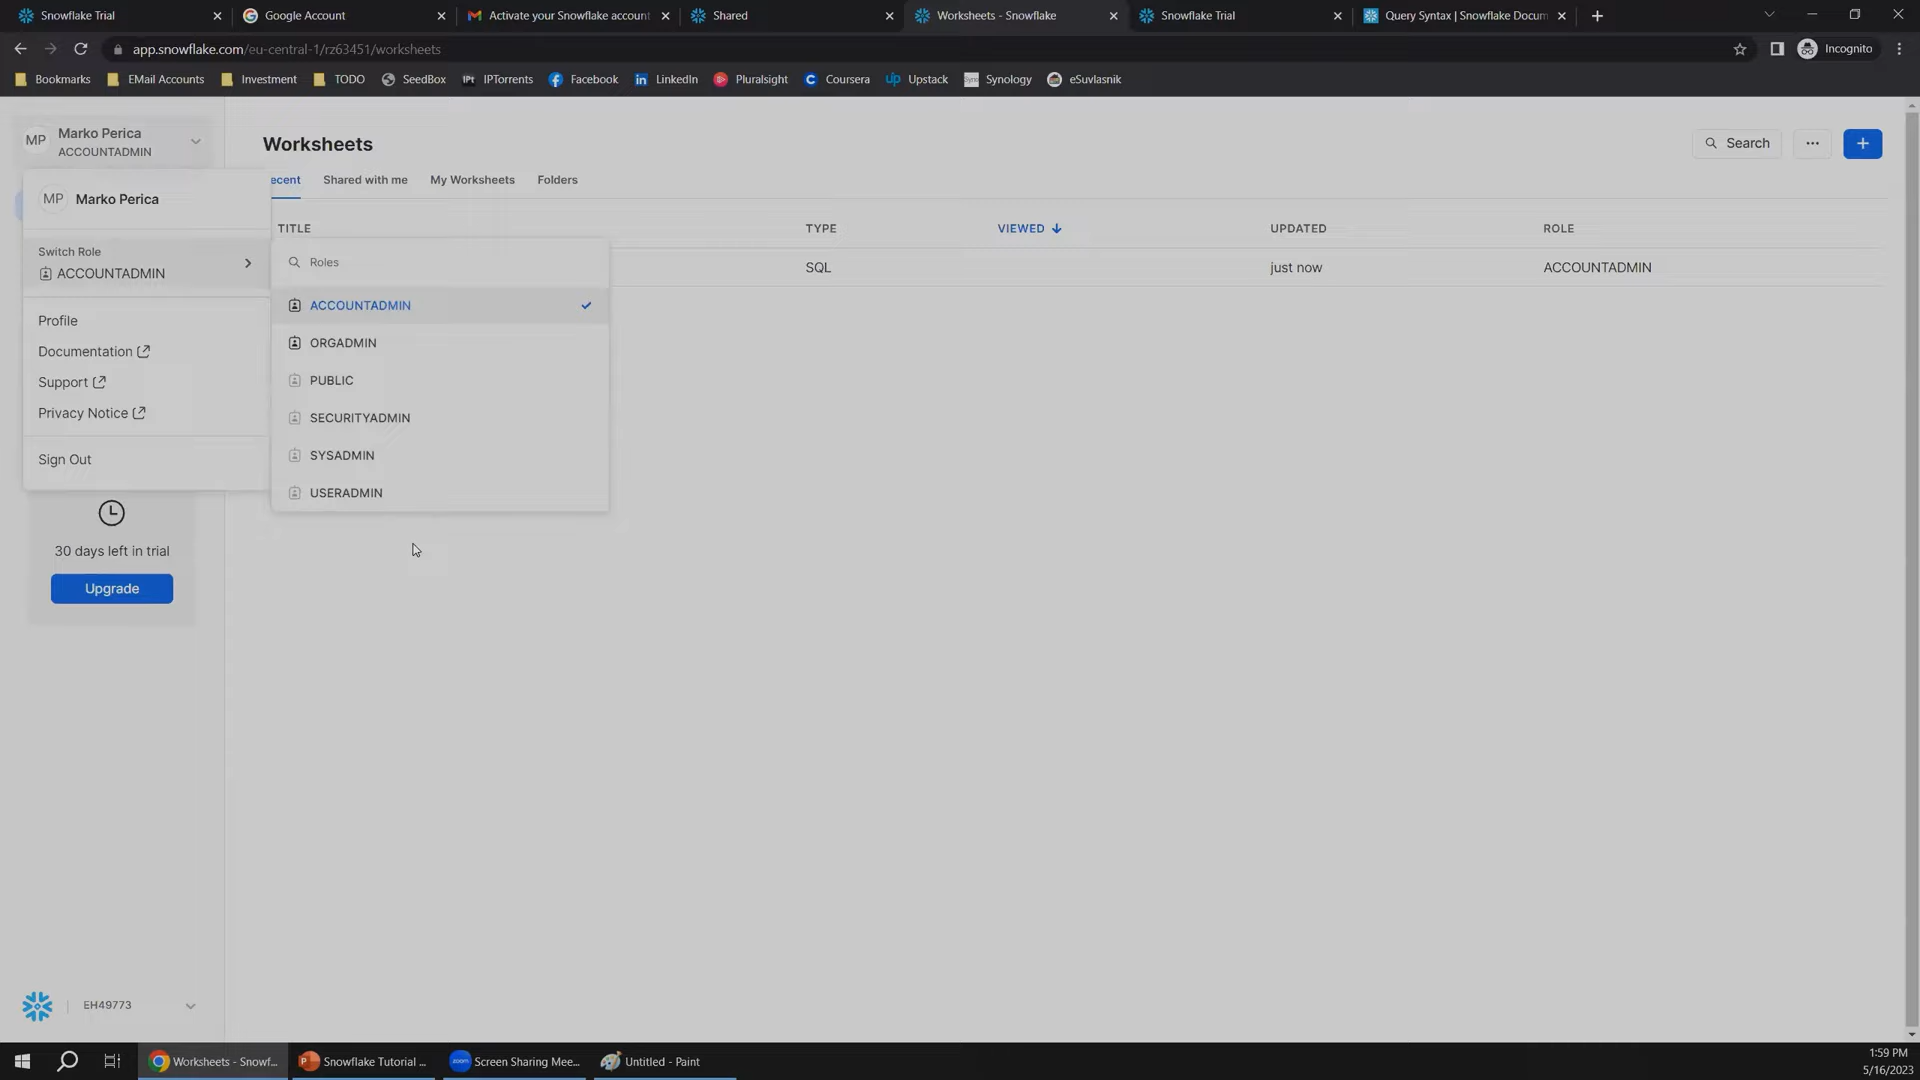 Snowflake Trial
Google Account
Activate your Snowflake account
Shared
Worksheets - Snowflake
Snowflake Trial
Query Syntax | Snowflake Docum
app.snowflake.com/eu-central-1/rz63451/worksheets
Incognito
Bookmarks
EMail Accounts
Investment
TODO
SeedBox
IPt IPTorrents
Facebook
LinkedIn
Pluralsight
Coursera
up Upstack
Syno Synology
eSuvlasnik
MP
Marko Perica
ACCOUNTADMIN
Worksheets
Search
ecent
Shared with me
My Worksheets
Folders
MP Marko Perica
TITLE
TYPE
VIEWED
UPDATED
ROLE
Switch Role
ACCOUNTADMIN
Roles
SQL
just now
ACCOUNTADMIN
ACCOUNTADMIN
ORGADMIN
PUBLIC
SECURITYADMIN
SYSADMIN
USERADMIN
Profile
Documentation
Support
Privacy Notice
Sign Out
30 days left in trial
Upgrade
EH49773
Worksheets - Snowf...
Snowflake Tutorial ...
zoom
Screen Sharing Mee...
Untitled - Paint
1:59 PM
5/16/2023